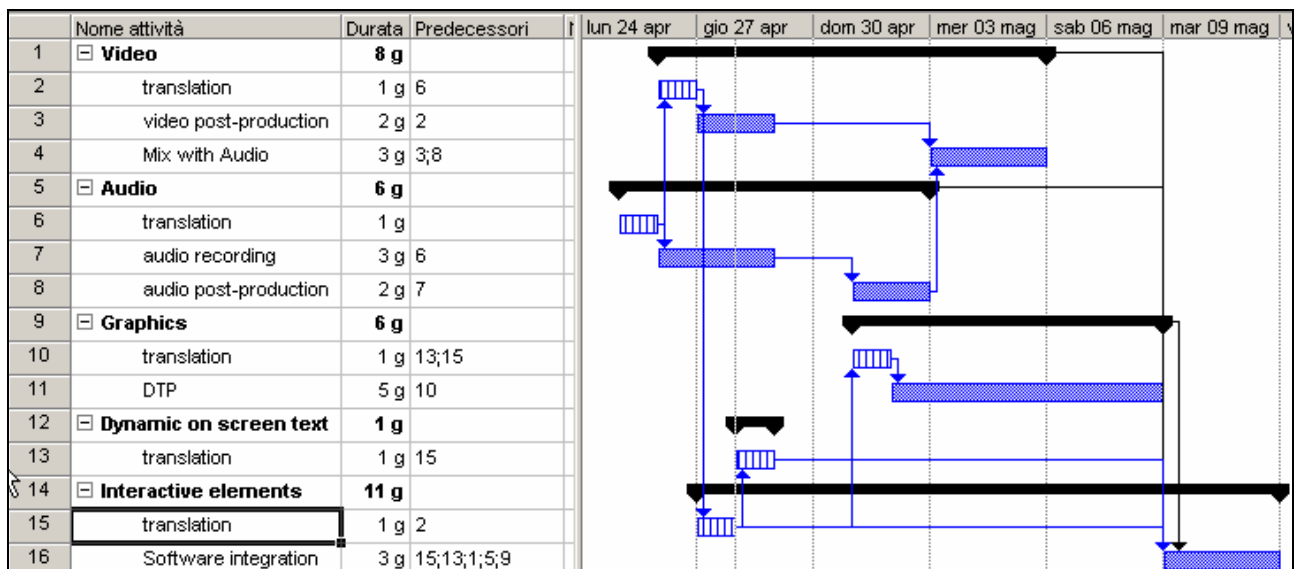 Nome attività Durata Predecessori lun 24 apr gio 27 apr dom 30 apr mer 03 mag sab 06 mag mar 09 mag
1 Video 8 g
2 translation 1 g 6
3 video post-production 2 g 2
4 Mix with Audio 3 g 3;8
5 Audio 6 g
6 translation 1 g
7 audio recording 3 g 6
8 audio post-production 2 g 7
9 Graphics 6 g
10 translation 1 g 13;15
11 DTP 5 g 10
12 Dynamic on screen text 1 g
13 translation 1 g 15
14 Interactive elements 11 g
15 translation 1 g 2
16 Software integration 3 g 15;13;1;5;9